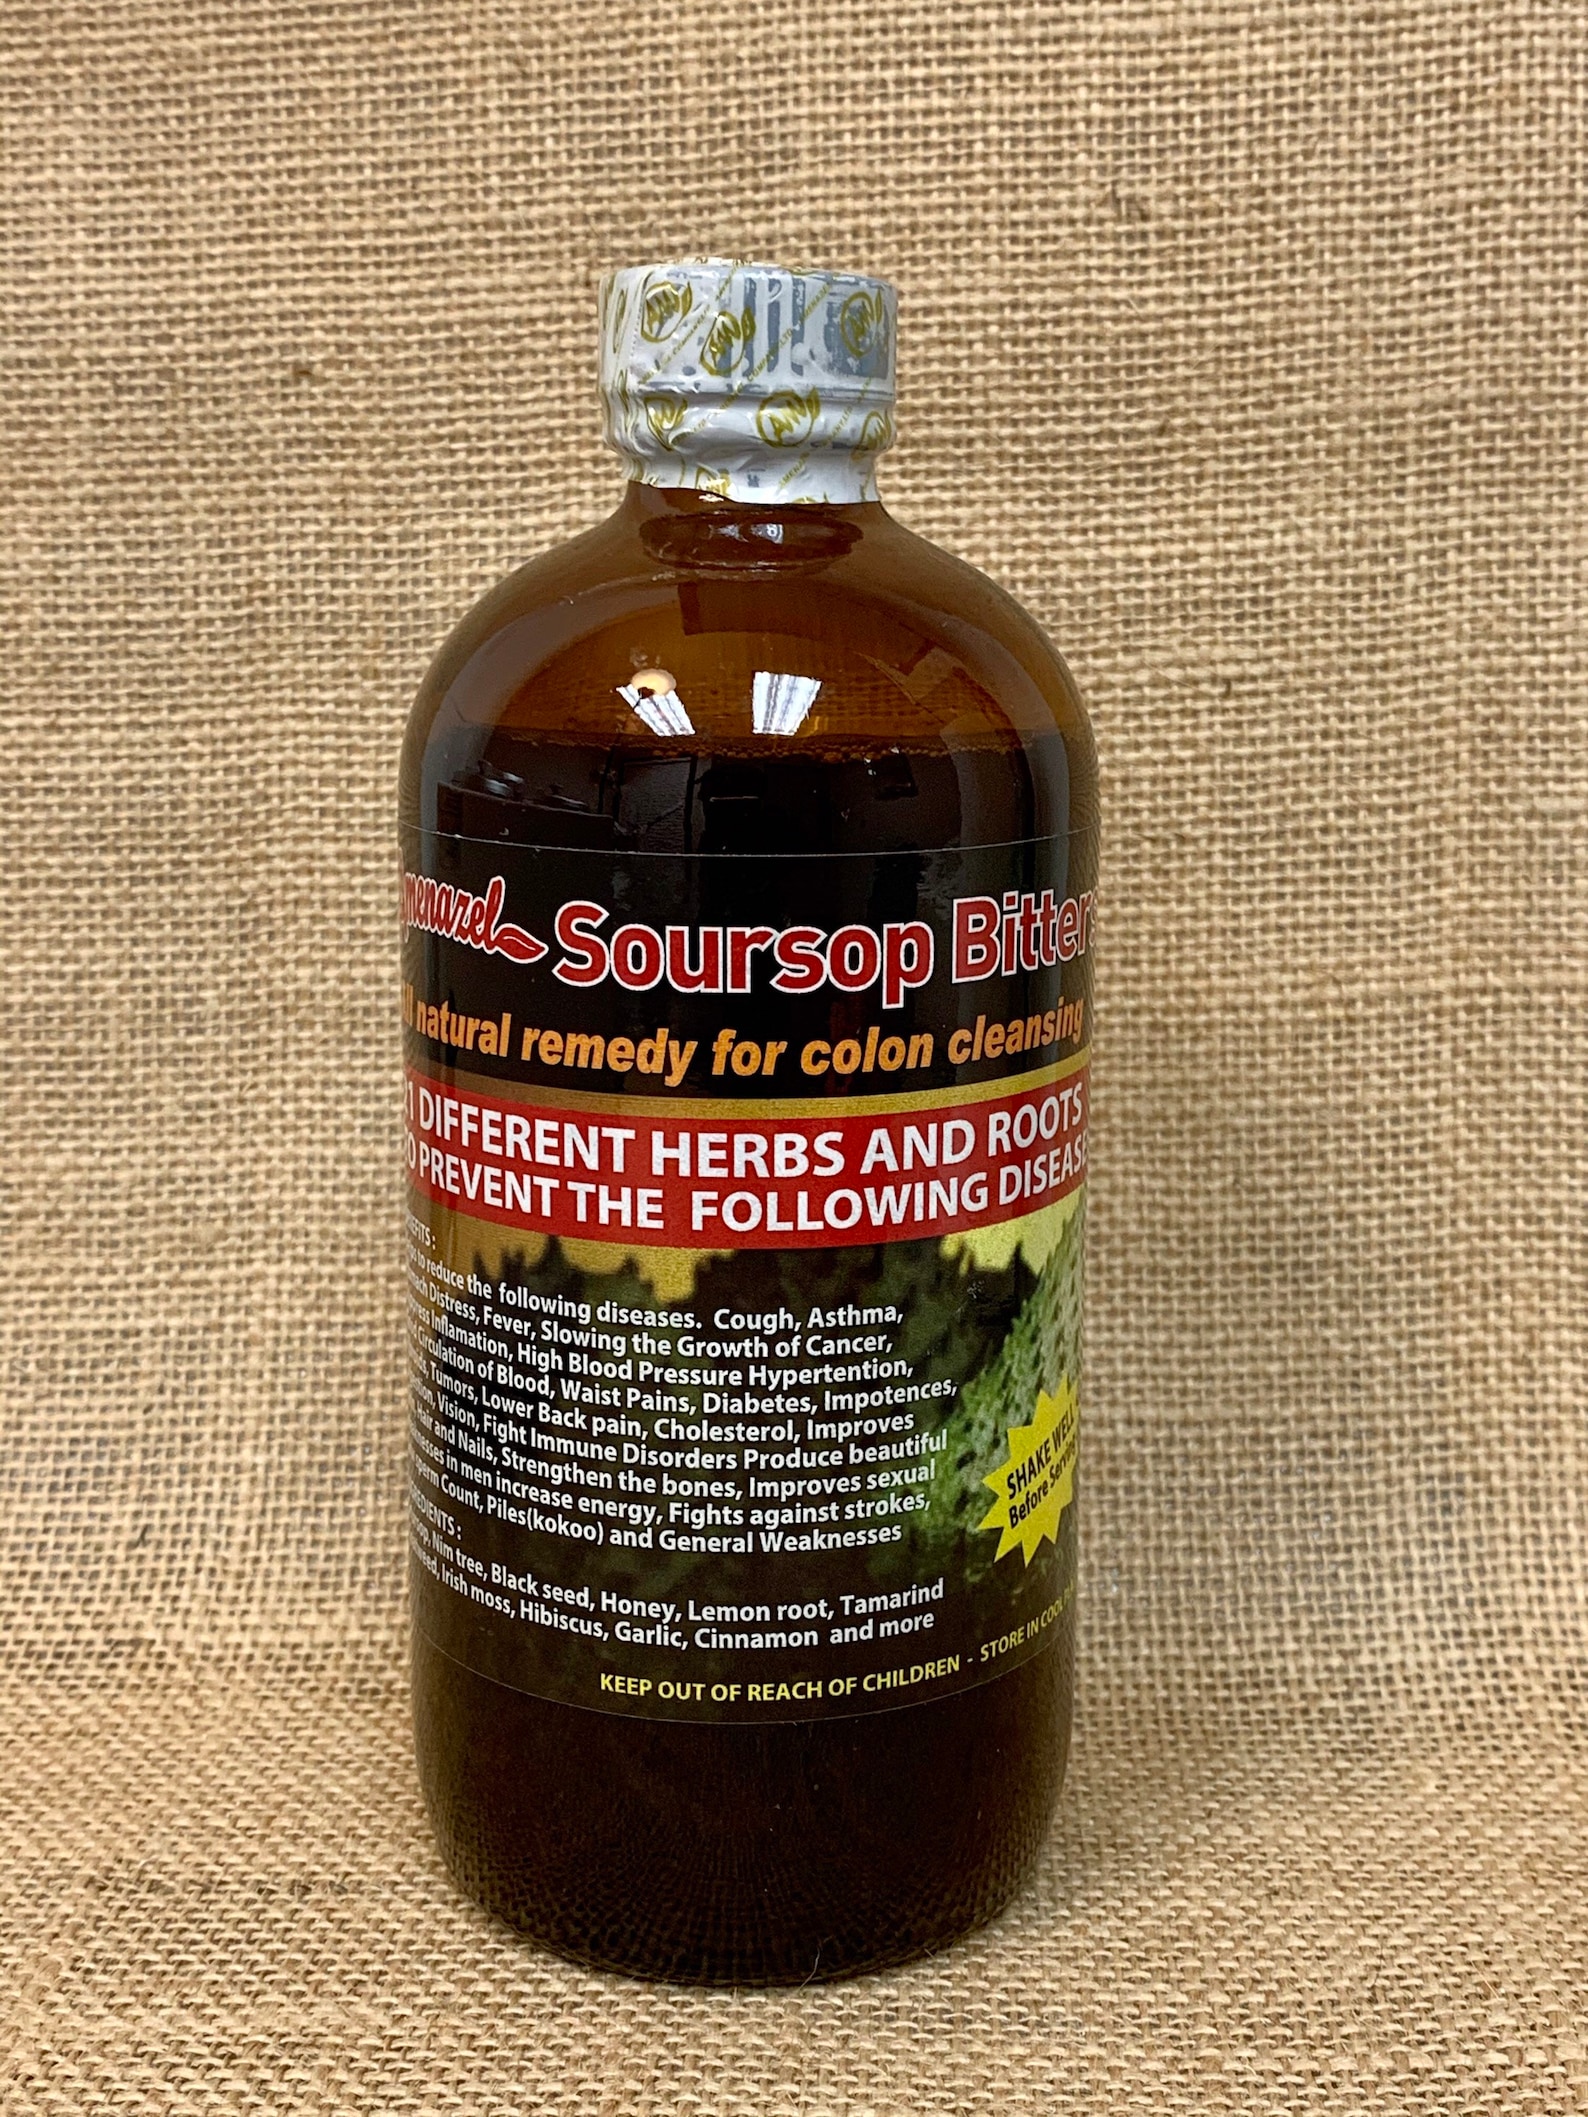 Soursop Bitters
natural remedy for colon cleansing
DIFFERENT HERBS AND ROOTS
PREVENT THE FOLLOWING DISEASE
to reduce the following diseases. Cough, Asthma,
Distress, Fever, Slowing the Growth of Cancer,
Inflamation, High Blood Pressure Hypertention,
Circulation of Blood, Waist Pains, Diabetes, Impotences,
Tumors, Lower Back pain, Cholesterol, Improves
Vision, Fight Immune Disorders Produce beautiful
Hair and Nails, Strengthen the bones, Improves sexual
in men increase energy, Fights against strokes,
Count, Piles(kokoo) and General Weaknesses
Nim tree, Black seed, Honey, Lemon root, Tamarind
Irish moss, Hibiscus, Garlic, Cinnamon and more
SHAKE WELL
Before Serving
KEEP OUT OF REACH OF CHILDREN - STORE IN COOL